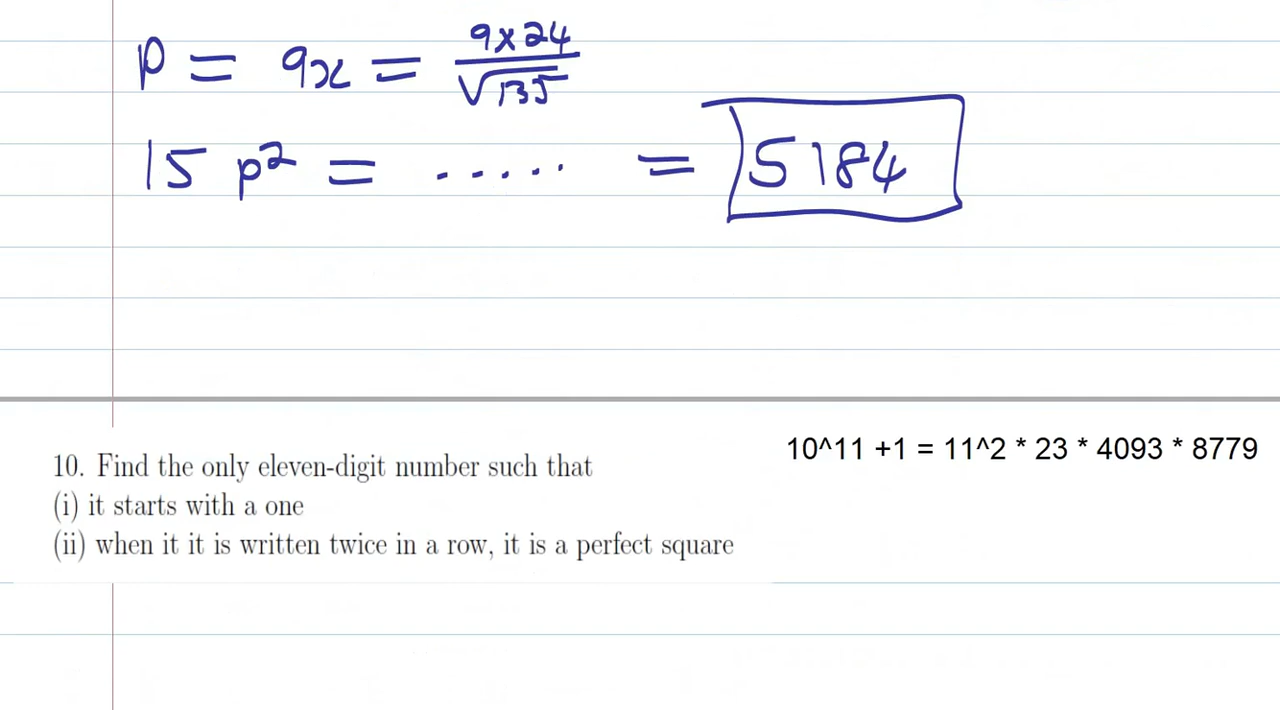 p = 9x = 9x24/√135
15 p² = ..... = 5184
10^11 +1 = 11^2 * 23 * 4093 * 8779
10. Find the only eleven-digit number such that
(i) it starts with a one
(ii) when it it is written twice in a row, it is a perfect square